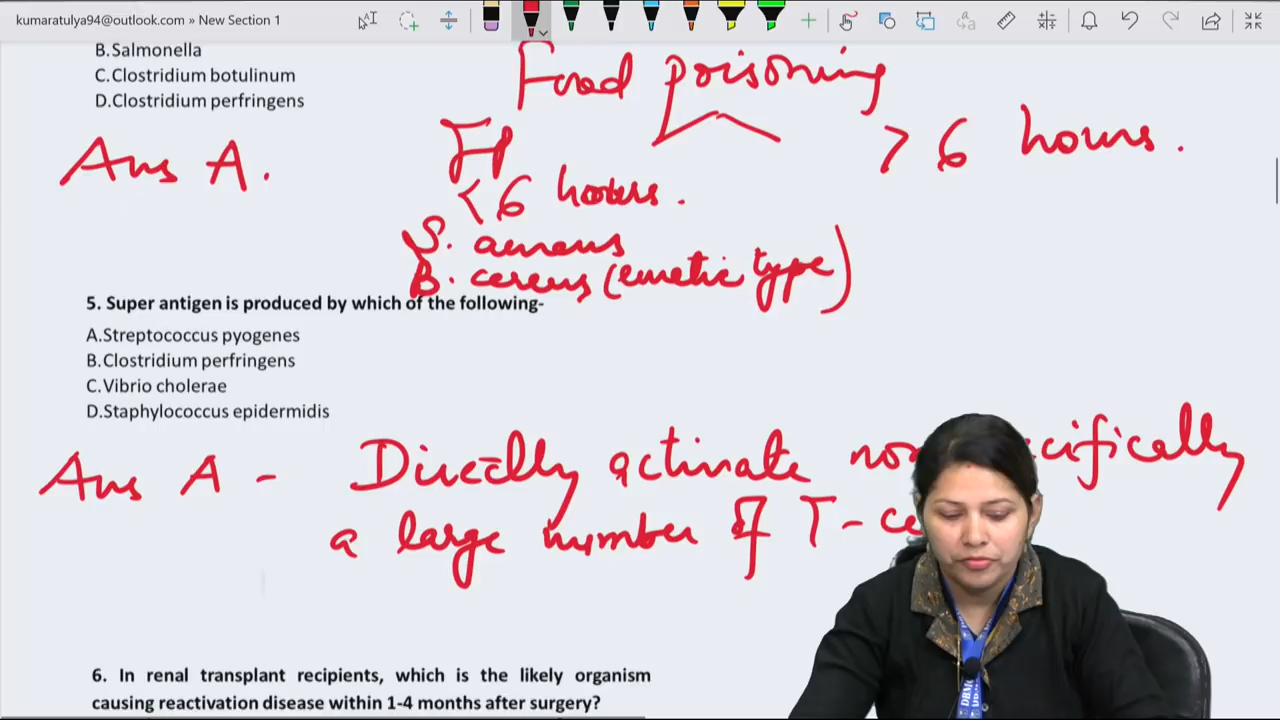 kumaratulya94@outlook.com » New Section 1
B.Salmonella
C.Clostridium botulinum
D.Clostridium perfringens
Food poisoning
Ans A.
Fp
< 6 hours.
> 6 hours.
S. aureus
B. cereus (emetic type)
5. Super antigen is produced by which of the following-
A.Streptococcus pyogenes
B.Clostridium perfringens
C.Vibrio cholerae
D.Staphylococcus epidermidis
Ans A - Directly activate
a large number of T-
6. In renal transplant recipients, which is the likely organism
causing reactivation disease within 1-4 months after surgery?